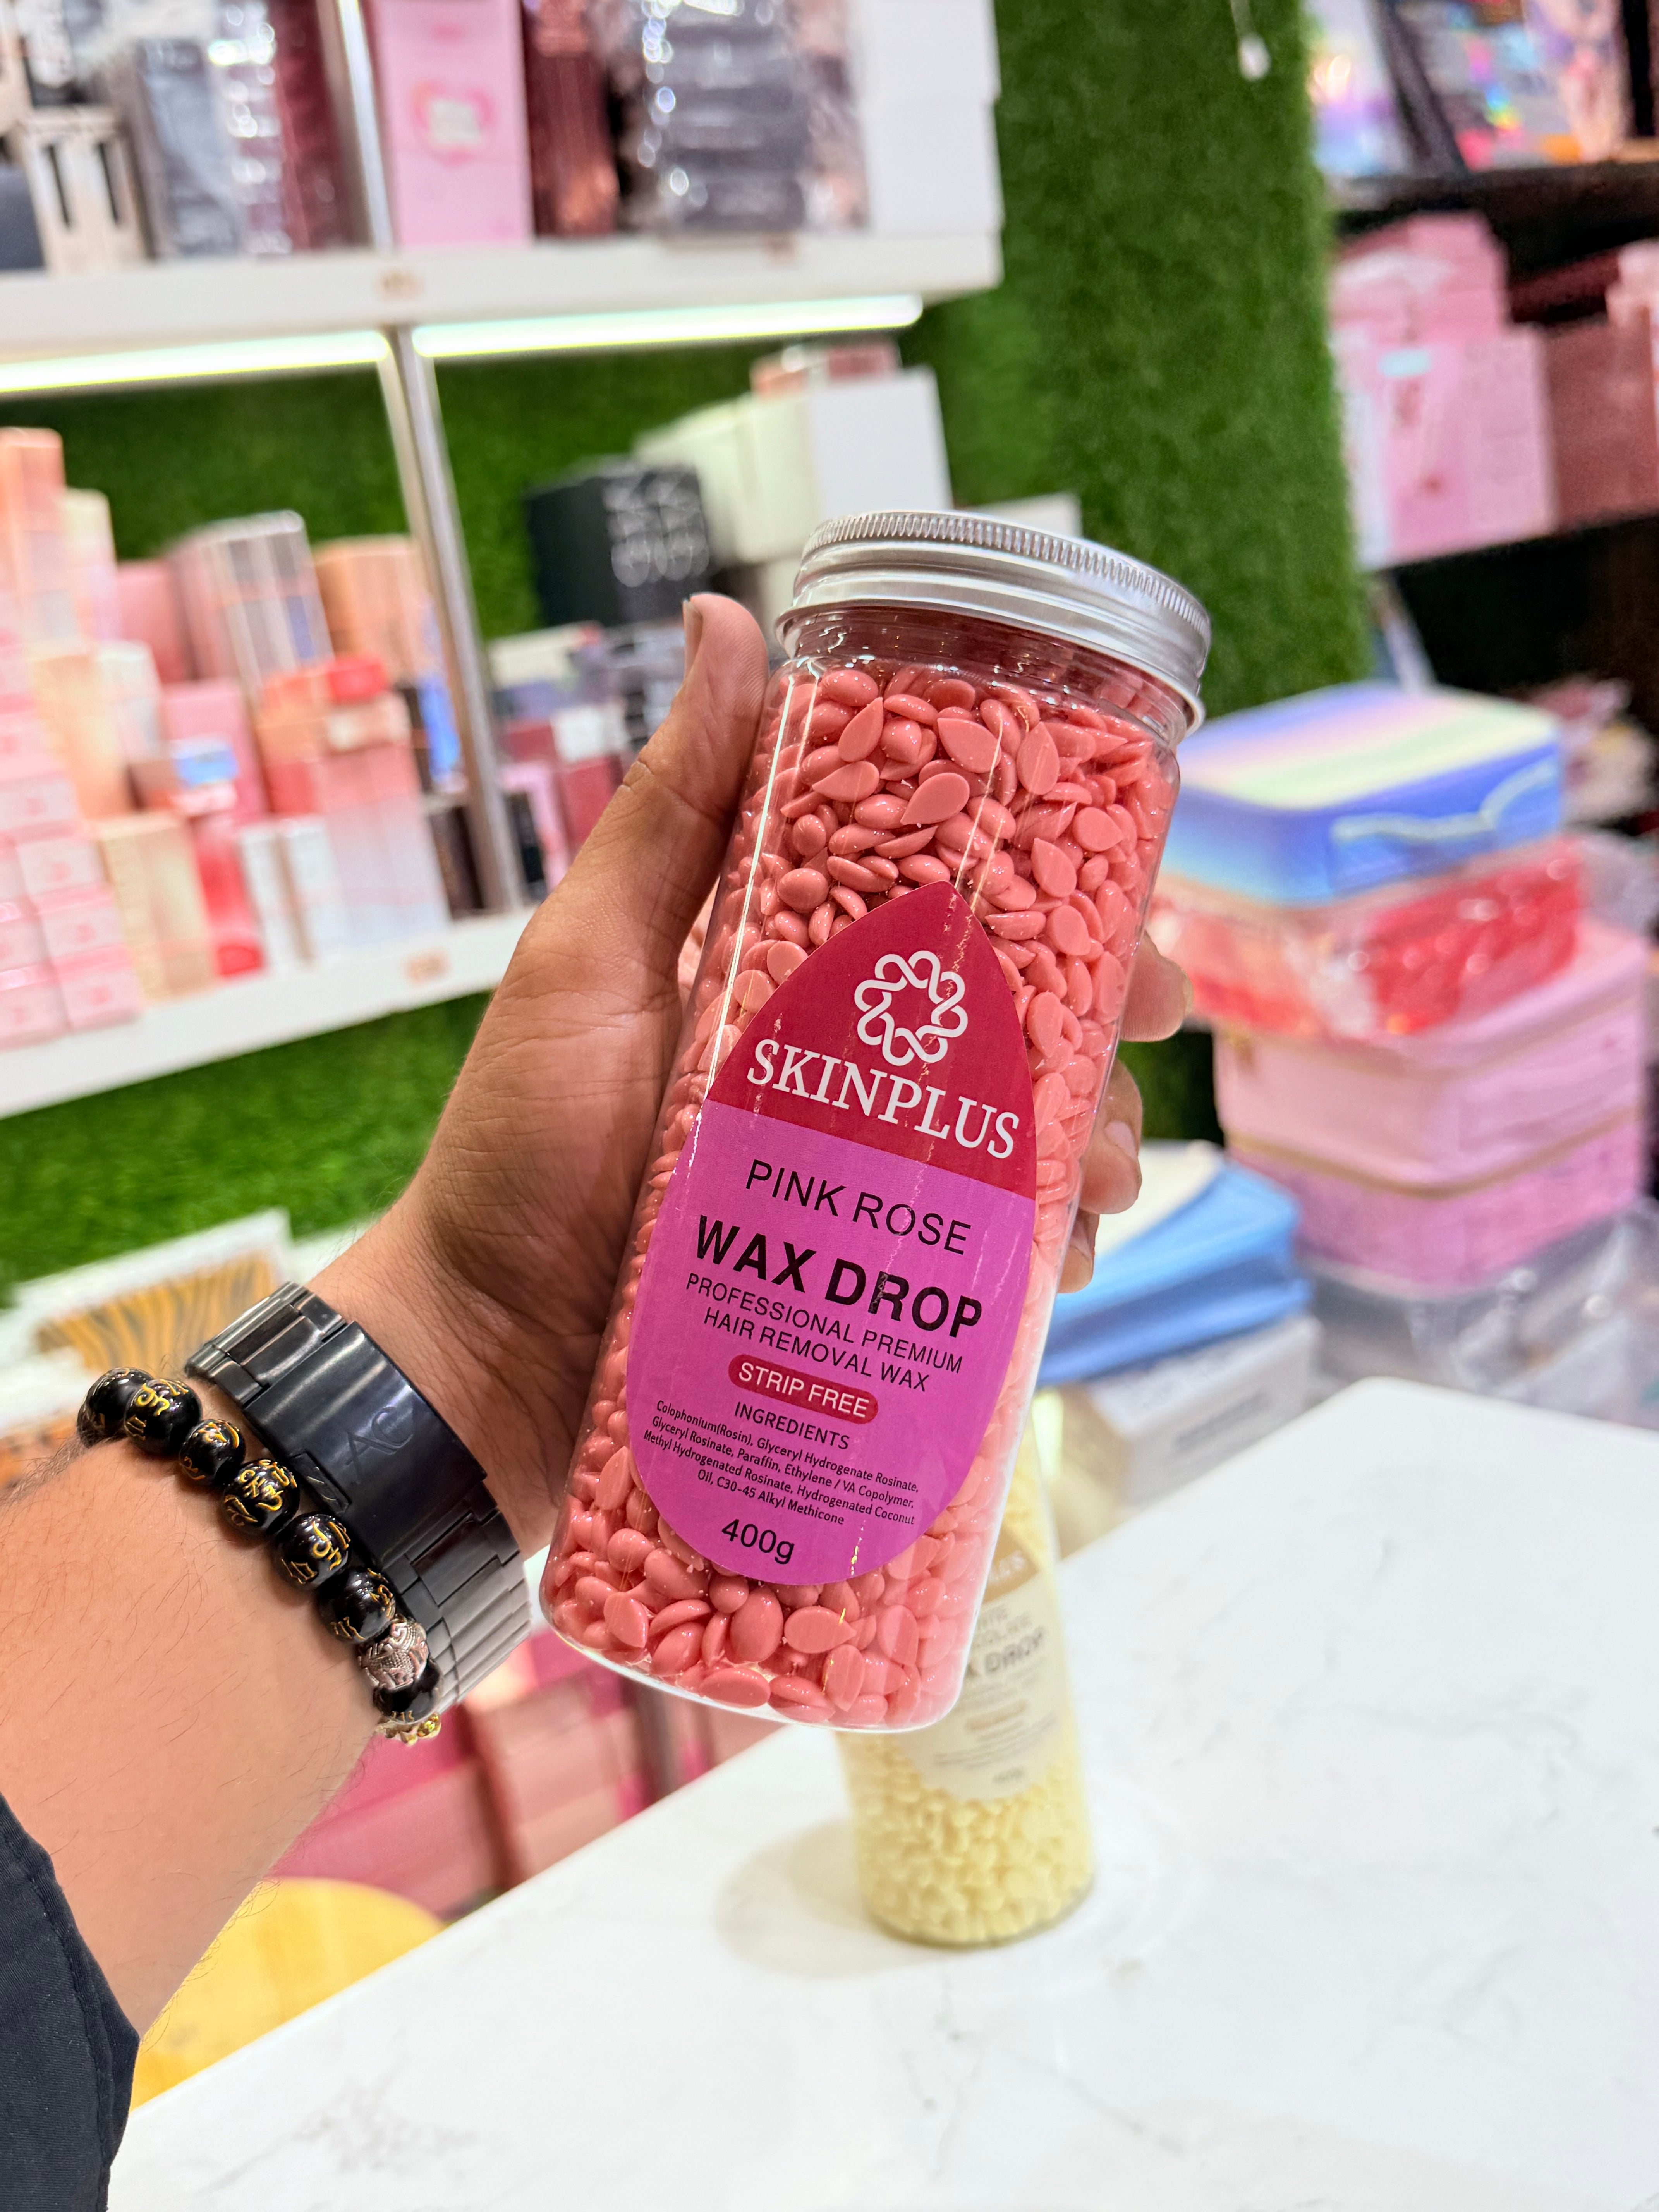 SKINPLUS
PINK ROSE
WAX DROP
PROFESSIONAL PREMIUM
HAIR REMOVAL WAX
STRIP FREE
INGREDIENTS
Colophonium(Rosin), Glyceryl Hydrogenate Rosinate,
Glyceryl Rosinate, Paraffin, Ethylene / VA Copolymer,
Methyl Hydrogenated Rosinate, Hydrogenated Coconut
Oil, C30-45 Alkyl Methicone
400g
DROP